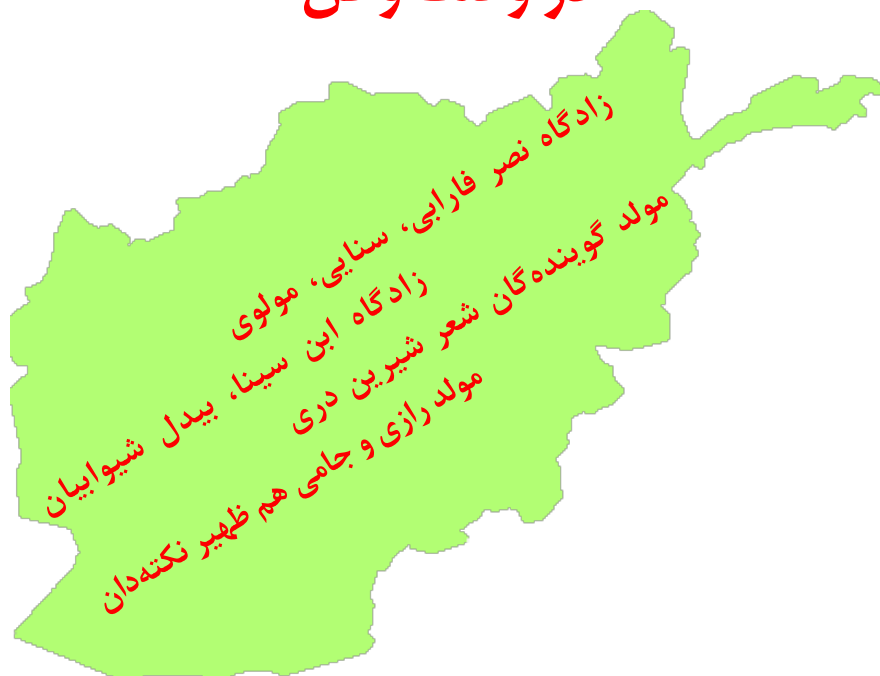 زادگاه نصر فارابی، سنایی، مولوی
زادگاه ابن سینا، بیدل شیوابیان
مولد گوینده‌گان شعر شیرین دری
مولد رازی و جامی هم ظهیر نکته‌دان